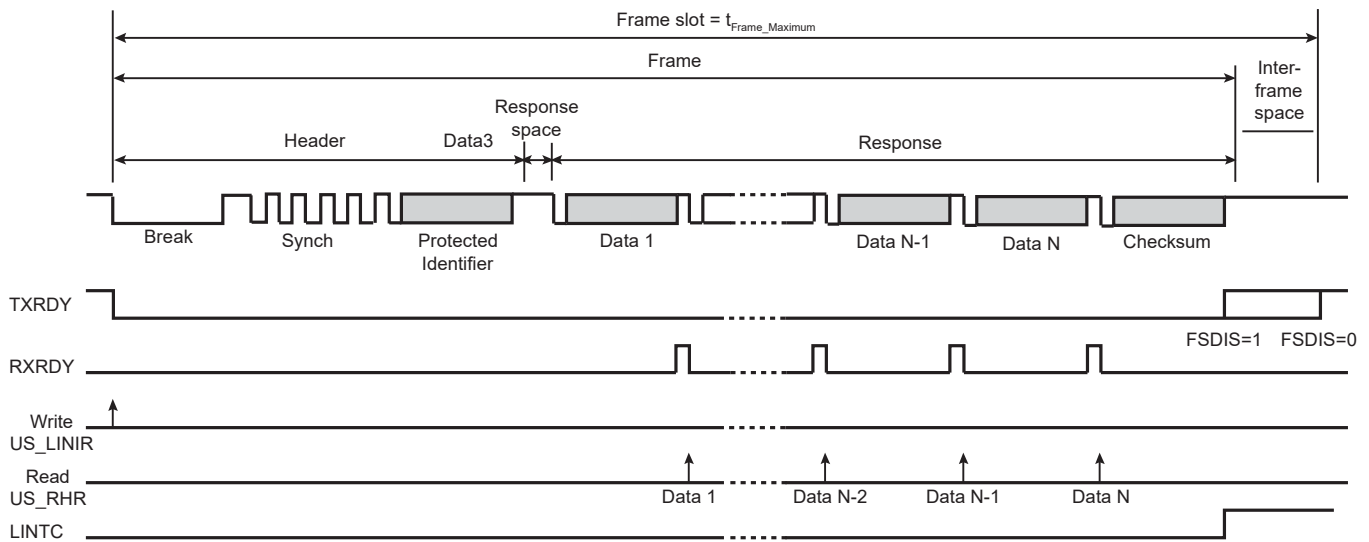 Frame slot = tFrame_Maximum
Frame
Inter-
frame
space
Response
space
Header
Data3
Response
Break
Synch
Protected
Identifier
Data 1
Data N-1
Data N
Checksum
TXRDY
FSDIS=1
FSDIS=0
RXRDY
Write
US_LINIR
Read
US_RHR
Data 1
Data N-2
Data N-1
Data N
LINTC